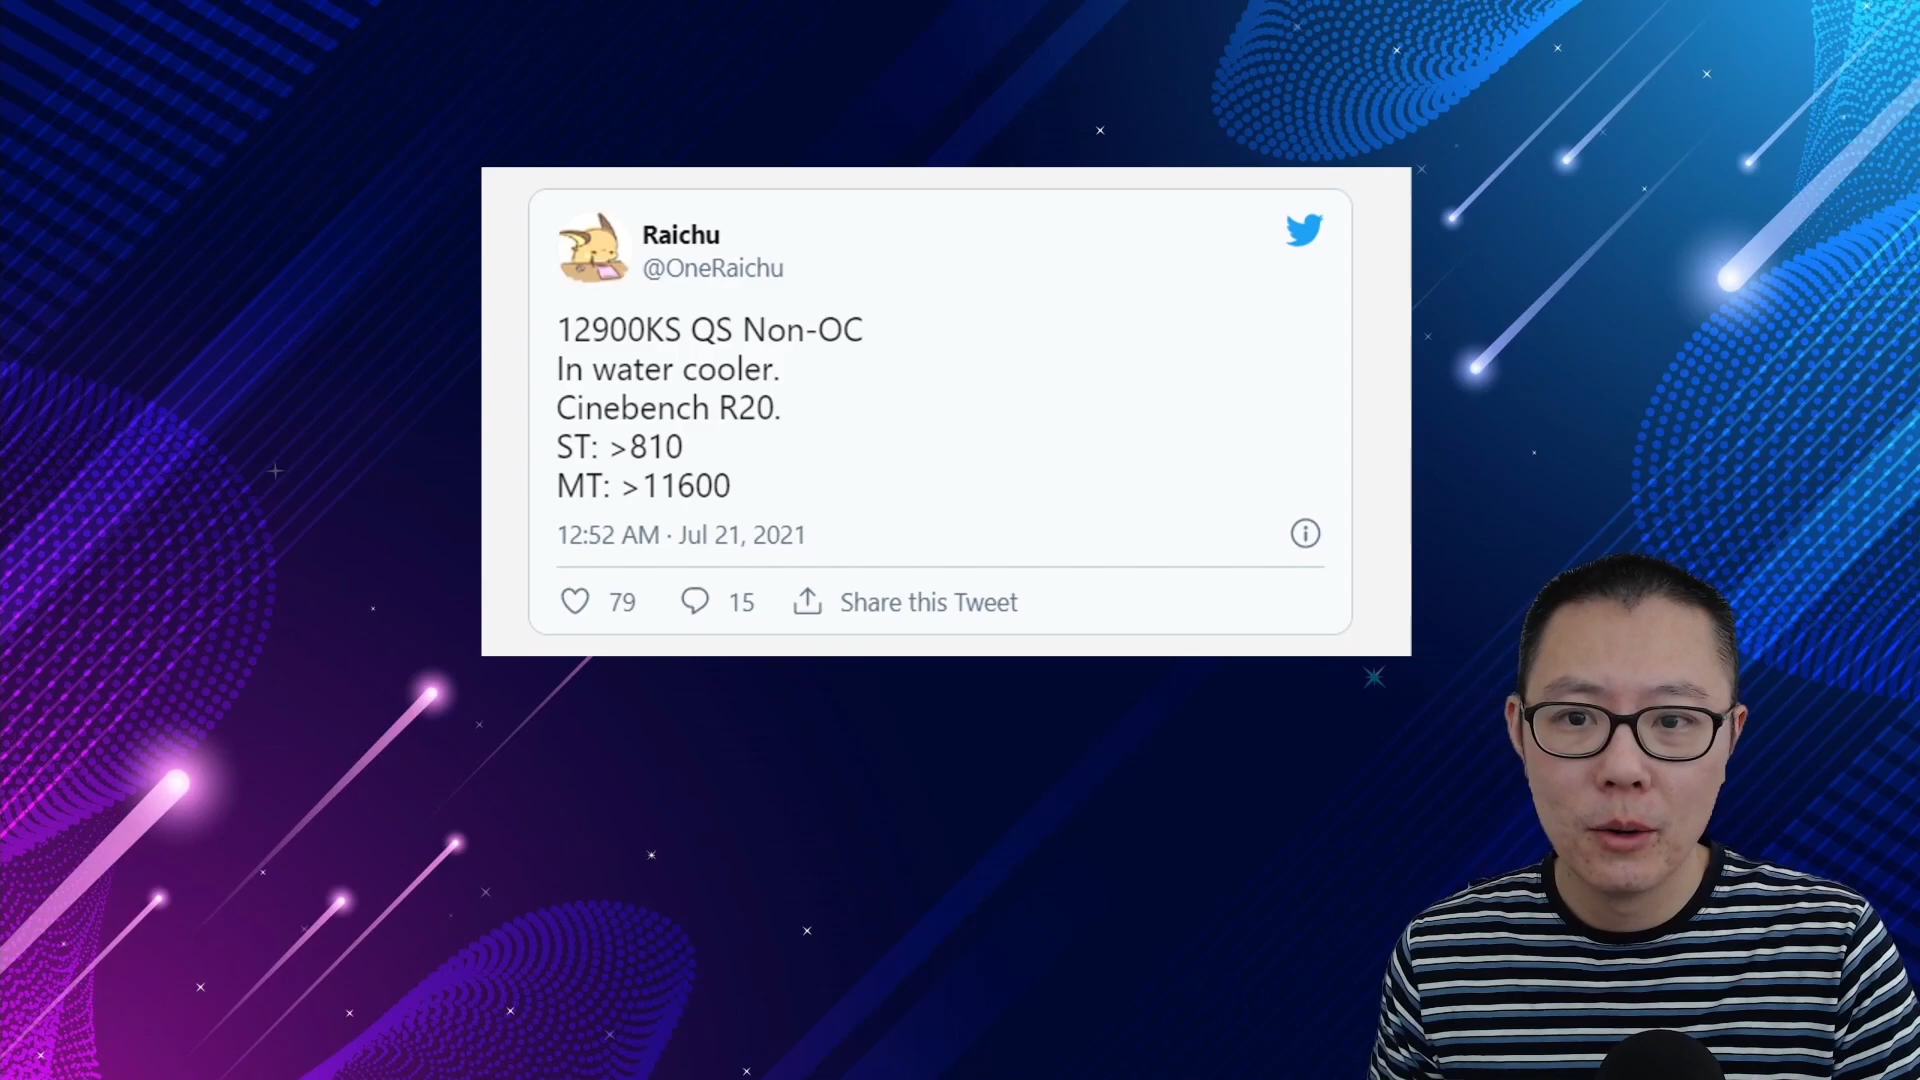 Raichu
@OneRaichu
12900KS QS Non-OC
In water cooler.
Cinebench R20.
ST: >810
MT: >11600
12:52 AM · Jul 21, 2021
79 15 Share this Tweet